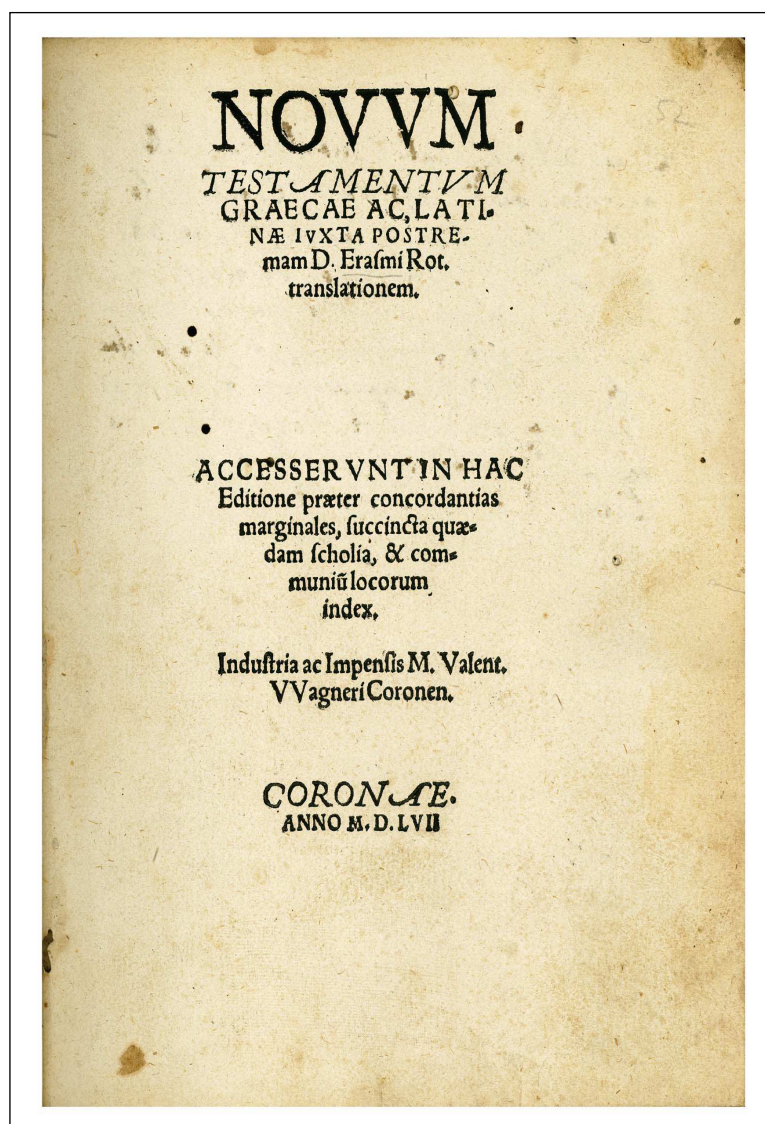 NOVVM
TESTAMENTVM
GRAECAE AC, LATI-
NÆ IVXTA POSTRE-
mam D. Eraſmi Rot.
translationem.
ACCESSERVNT IN HAC
Editione præter concordantias
marginales, ſuccincta quæ-
dam ſcholia, & com-
muniũ locorum
index.
Induſtria ac Impenſis M. Valent.
VVagneri Coronen.
CORONAE.
ANNO M. D. LVII
52